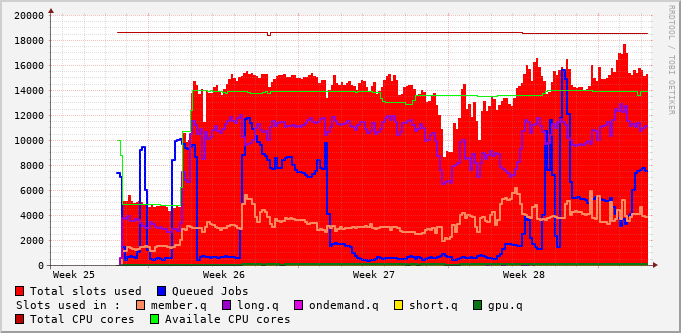 20000
18000
16000
14000
12000
10000
8000
6000
4000
2000
0
Week 25 Week 26 Week 27 Week 28
Total slots used Queued Jobs
Slots used in : member.q long.q ondemand.q short.q gpu.q
Total CPU cores Availale CPU cores
RRDTOOL / TOBI OETIKER